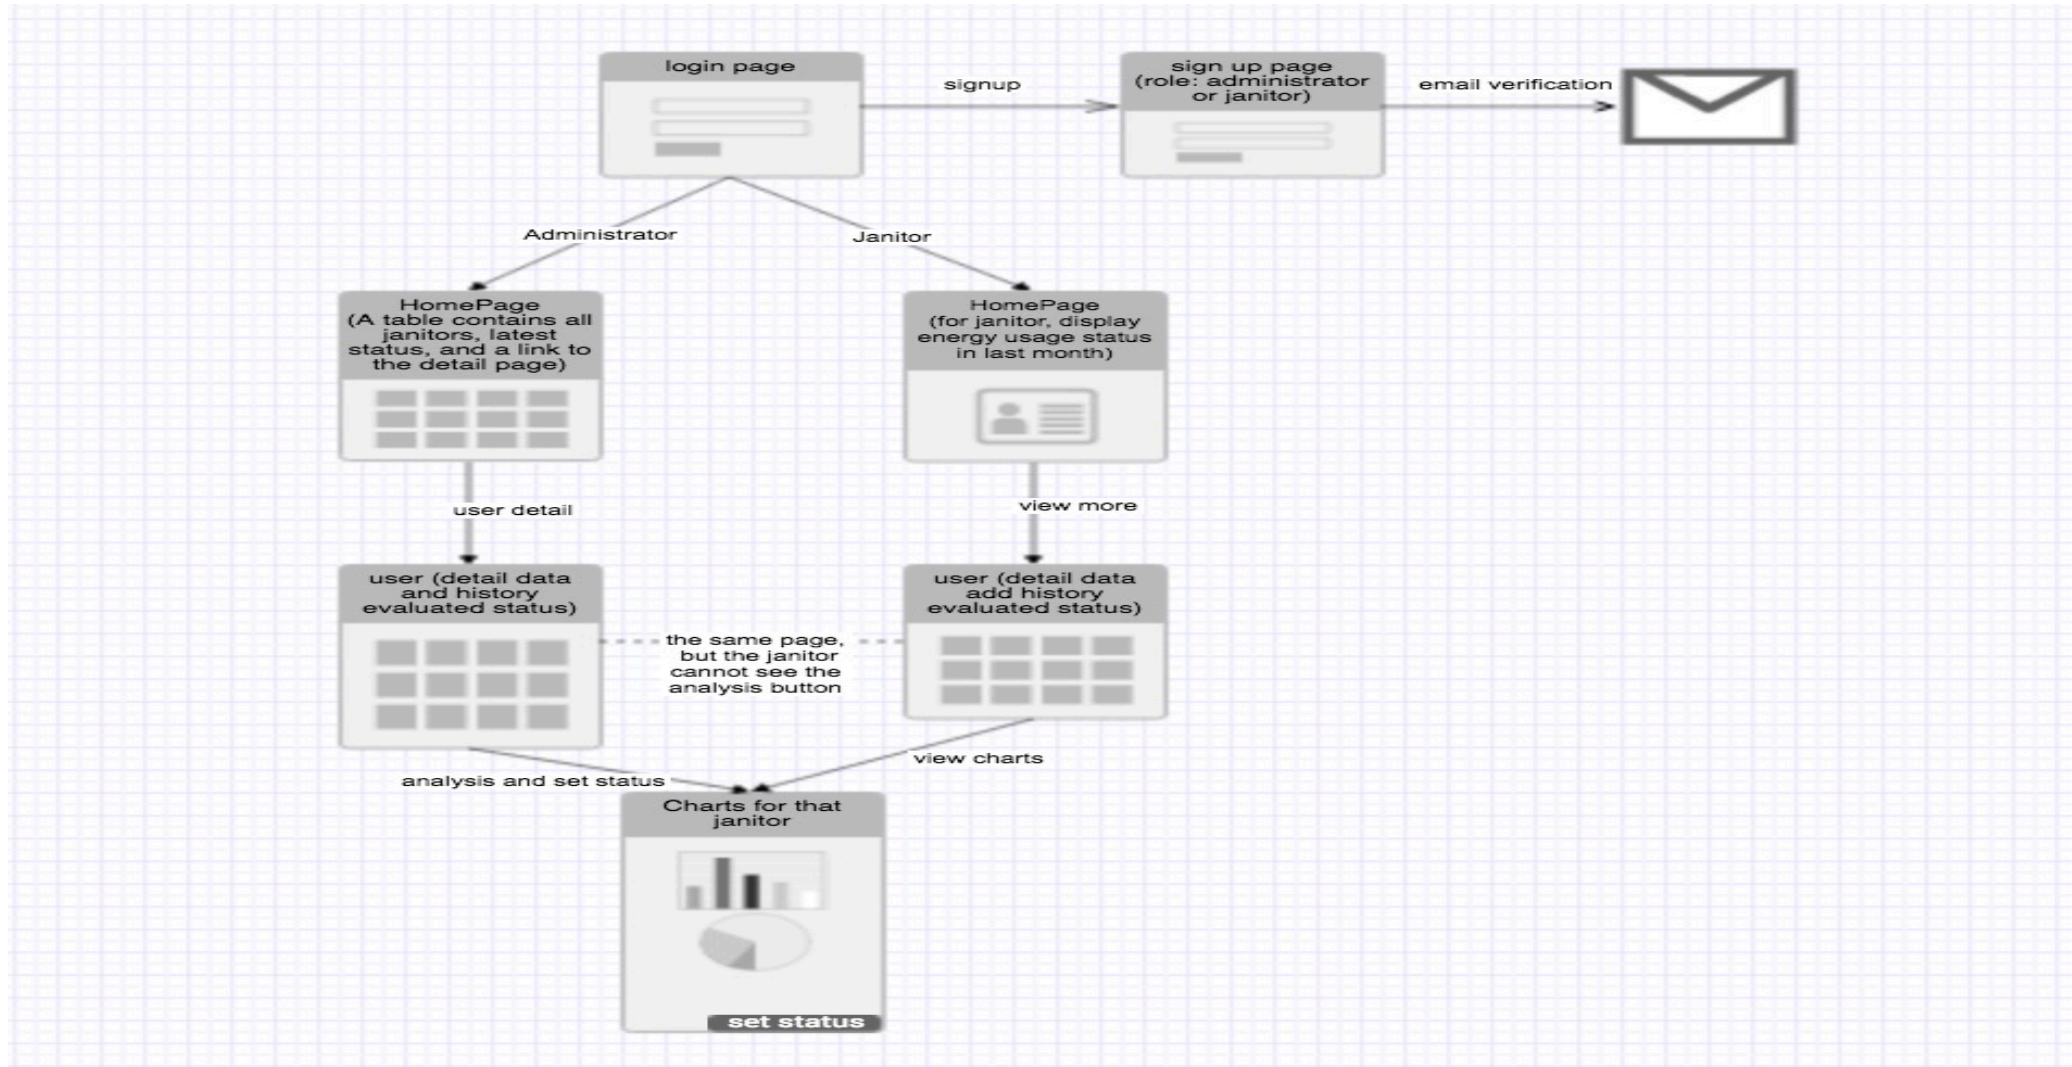 login page
signup
sign up page
(role: administrator
or janitor)
email verification
Administrator
Janitor
HomePage
(A table contains all
janitors, latest
status, and a link to
the detail page)
HomePage
(for janitor, display
energy usage status
in last month)
user detail
view more
user (detail data
and history
evaluated status)
the same page,
but the janitor
cannot see the
analysis button
user (detail data
add history
evaluated status)
analysis and set status
view charts
Charts for that
janitor
set status